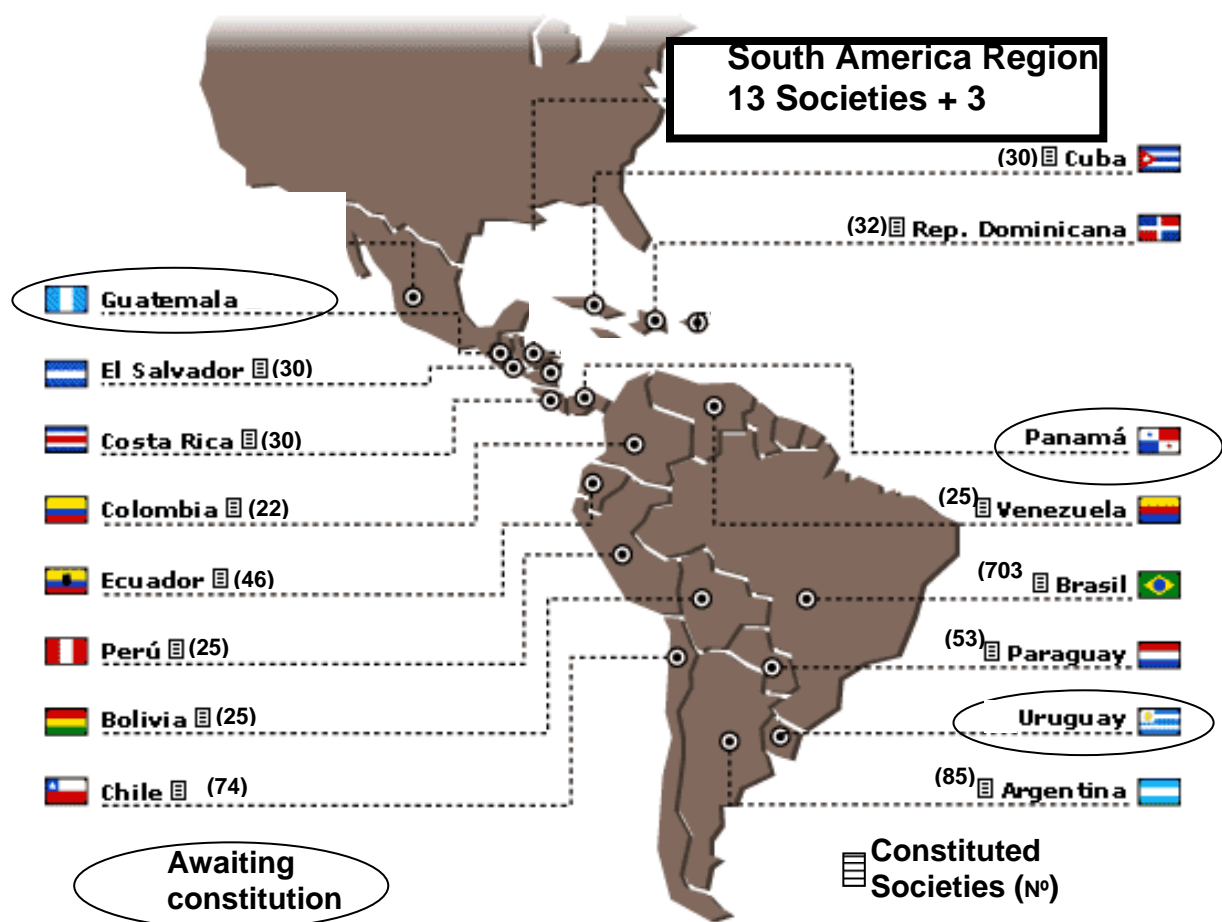 South America Region
13 Societies + 3
(30) Cuba
(32) Rep. Dominicana
Guatemala
El Salvador (30)
Costa Rica (30)
Colombia (22)
Ecuador (46)
Perú (25)
Bolivia (25)
Chile (74)
Panamá
(25) Venezuela
(703 Brasil
(53) Paraguay
Uruguay
(85) Argentina
Awaiting
constitution
Constituted
Societies (Nº)